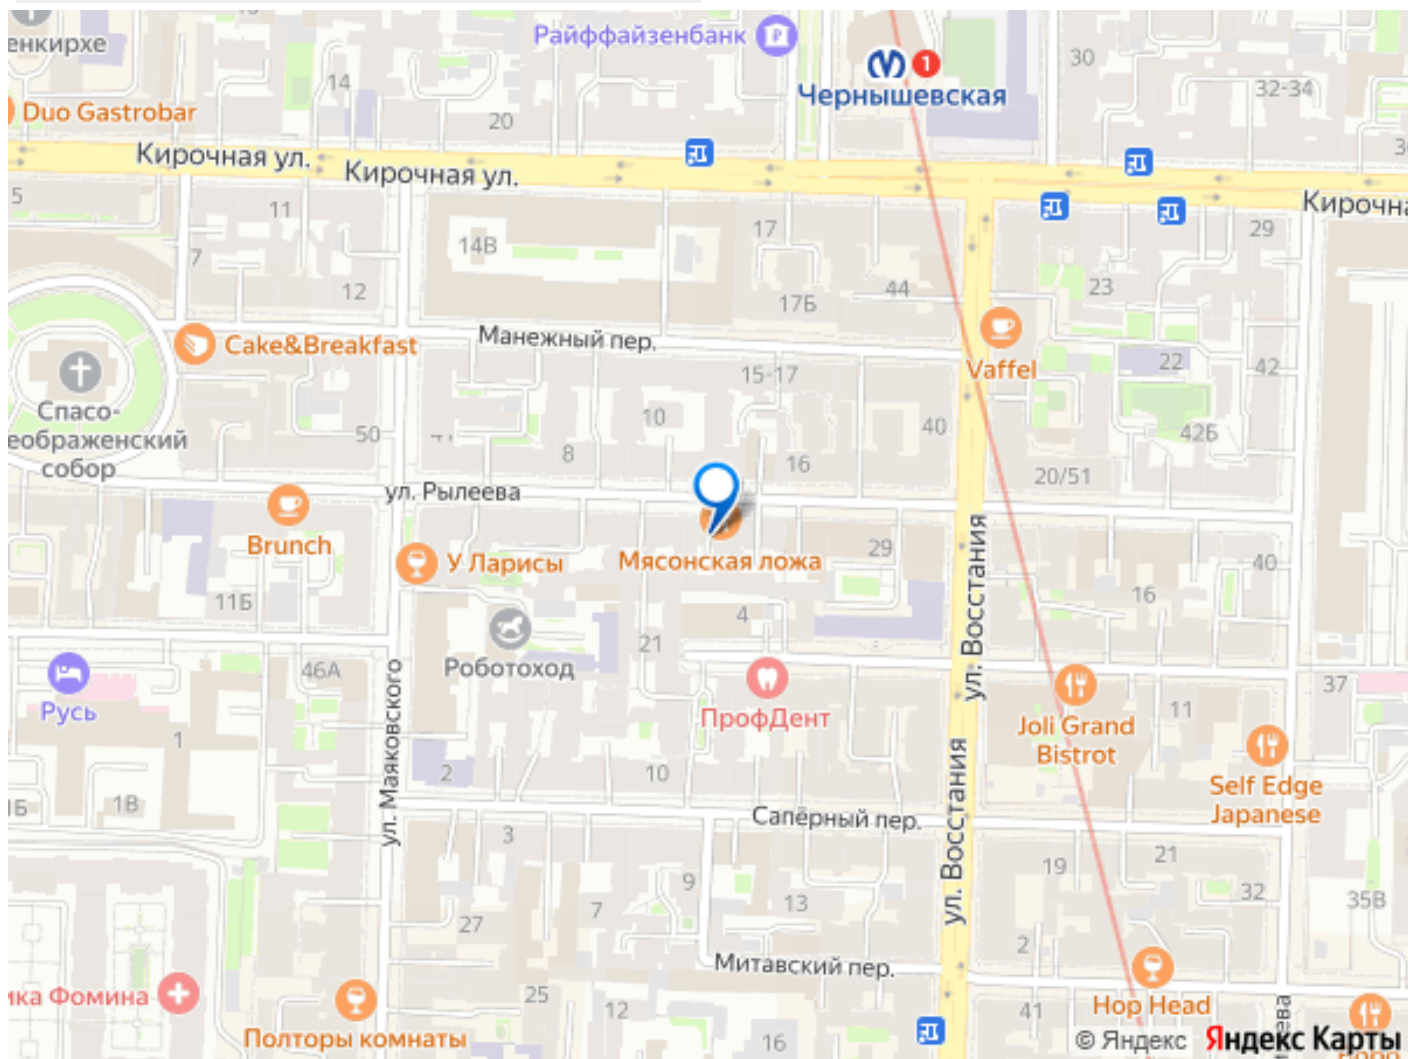 Райффайзенбанк
енкирхе
1
30
14
32-34
Чернышевская
Duo Gastrobar
20
Кирочная ул.
Кирочная ул.
5
11
Кирочна
17
29
14В
7
12
17Б
44
23
Манежный пер.
Cake&Breakfast
Vaffel
22
42
15-17
Спасо-
еображенский
собор
50
10
40
42Б
8
16
20/51
ул. Рылеева
Brunch
У Ларисы
Мясонская ложа
29
40
11Б
16
4
ул. Восстания
21
Роботоход
46А
37
Русь
ПрофДент
11
Joli Grand
Bistrot
1
ул. Маяковского
2
10
ул. Восстания
Self Edge
Japanese
1Б
1В
Сапёрный пер.
3
19
21
9
32
7
13
35В
27
2
Митавский пер.
ика Фомина
25
12
41
Hop Head
Полторы комнаты
16
© Яндекс
Яндекс Карты